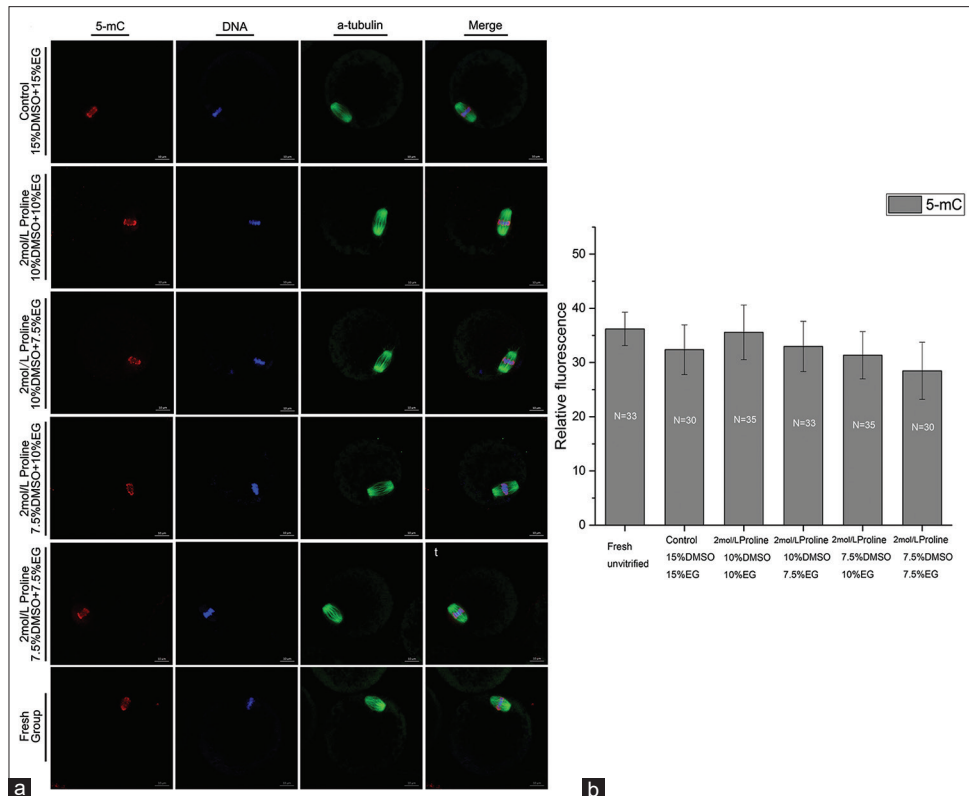 5-mC DNA a-tubulin Merge
Control
15%DMSO+15%EG
2mol/L Proline
10%DMSO+10%EG
2mol/L Proline
10%DMSO+7.5%EG
2mol/L Proline
7.5%DMSO+10%EG
2mol/L Proline
7.5%DMSO+7.5%EG
t
Fresh
Group
a
5-mC
Relative fluorescence
50
40
30
20
10
0
N=33 N=30 N=35 N=33 N=35 N=30
Fresh
unvitrified
Control
15%DMSO
15%EG
2mol/LProline
10%DMSO
10%EG
2mol/LProline
10%DMSO
7.5%EG
2mol/LProline
7.5%DMSO
10%EG
2mol/LProline
7.5%DMSO
7.5%EG
b